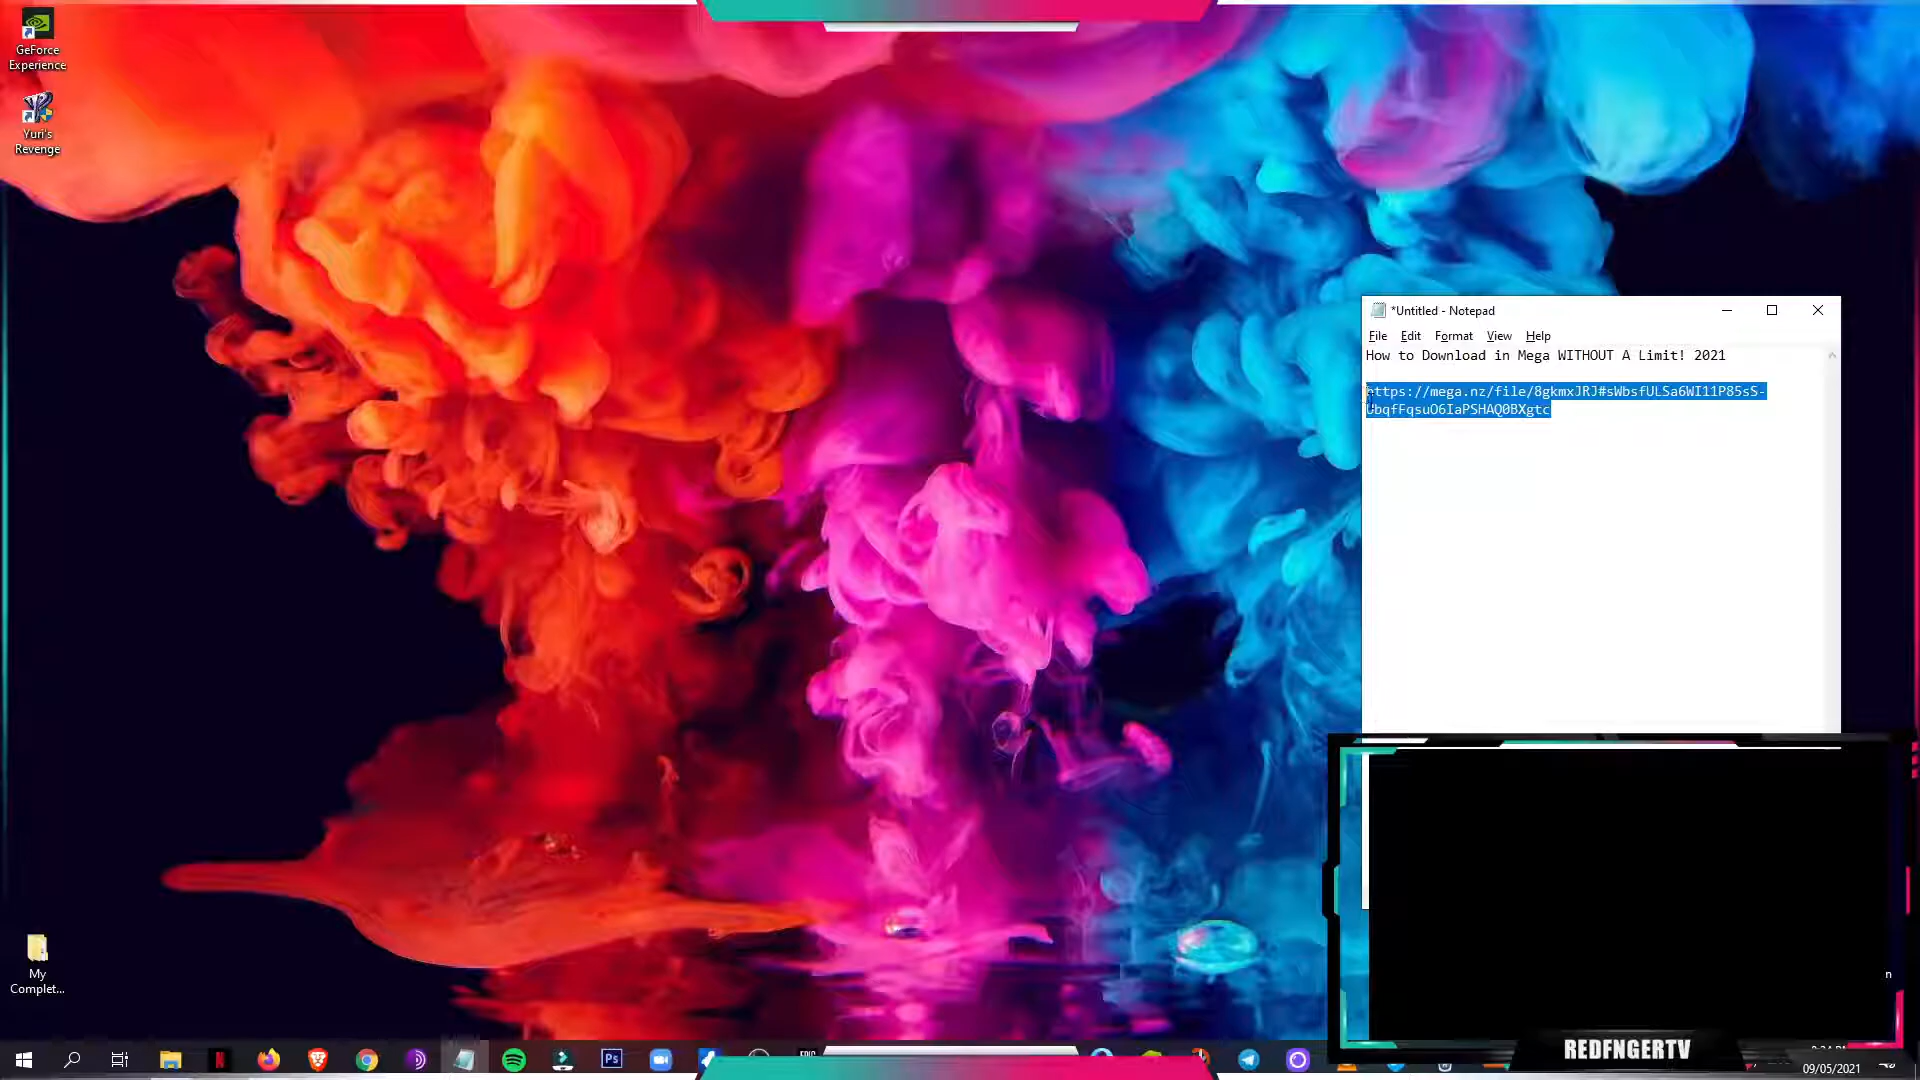 GeForce
Experience
Yuri's
Revenge
*Untitled - Notepad
File Edit Format View Help
How to Download in Mega WITHOUT A Limit! 2021
https://mega.nz/file/8gkmxJRJ#sWbsfULSa6WI11P85sS-
UbqfFqsuO6IaPSHAQ0BXgtc
My
Complet...
n
Ps
REDFNGERTV
09/05/2021